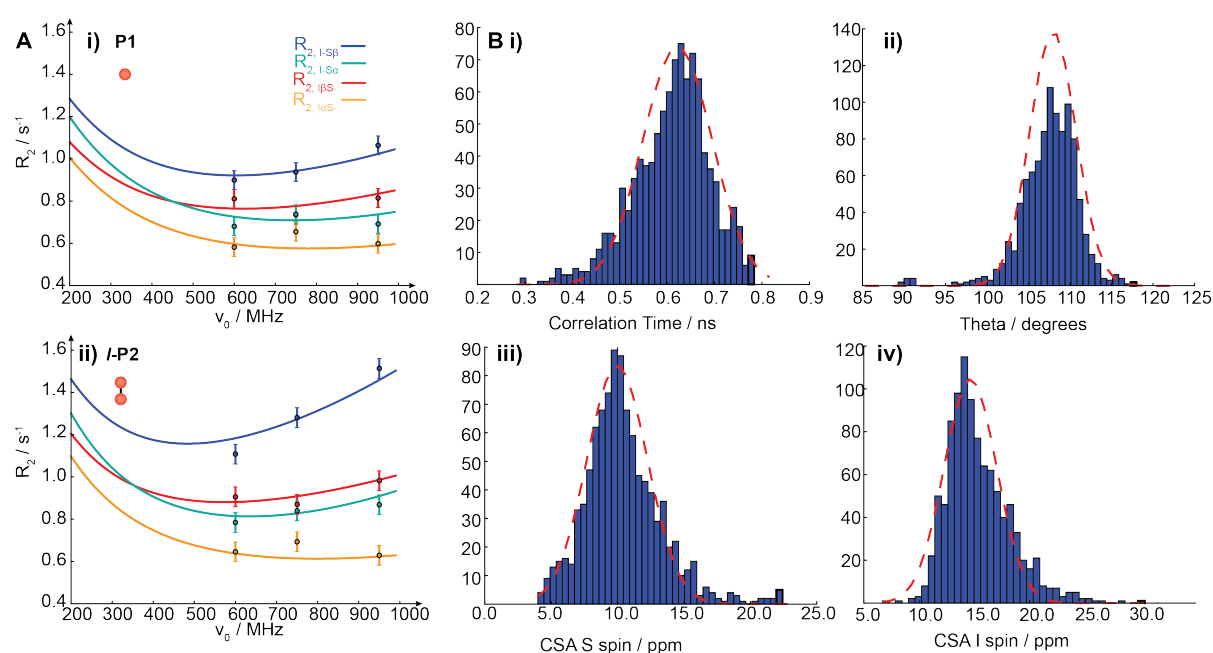 A i) P1
R2, I-Sβ
R2, I-Sα
R2, IβS-
R2, IαS-
R2 / s-1
1.6
1.4
1.2
1.0
0.8
0.6
0.4
200 300 400 500 600 700 800 900 1000
ν0 / MHz
ii) l-P2
R2 / s-1
1.6
1.4
1.2
1.0
0.8
0.6
0.4
200 300 400 500 600 700 800 900 1000
ν0 / MHz
B i)
80
70
60
50
40
30
20
10
0.2 0.3 0.4 0.5 0.6 0.7 0.8 0.9
Correlation Time / ns
ii)
140
120
100
80
60
40
20
85 90 95 100 105 110 115 120 125
Theta / degrees
iii)
90
80
70
60
50
40
30
20
10
0.0 5.0 10.0 15.0 20.0 25.0
CSA S spin / ppm
iv)
120
100
80
60
40
20
5.0 10.0 15.0 20.0 25.0 30.0
CSA I spin / ppm